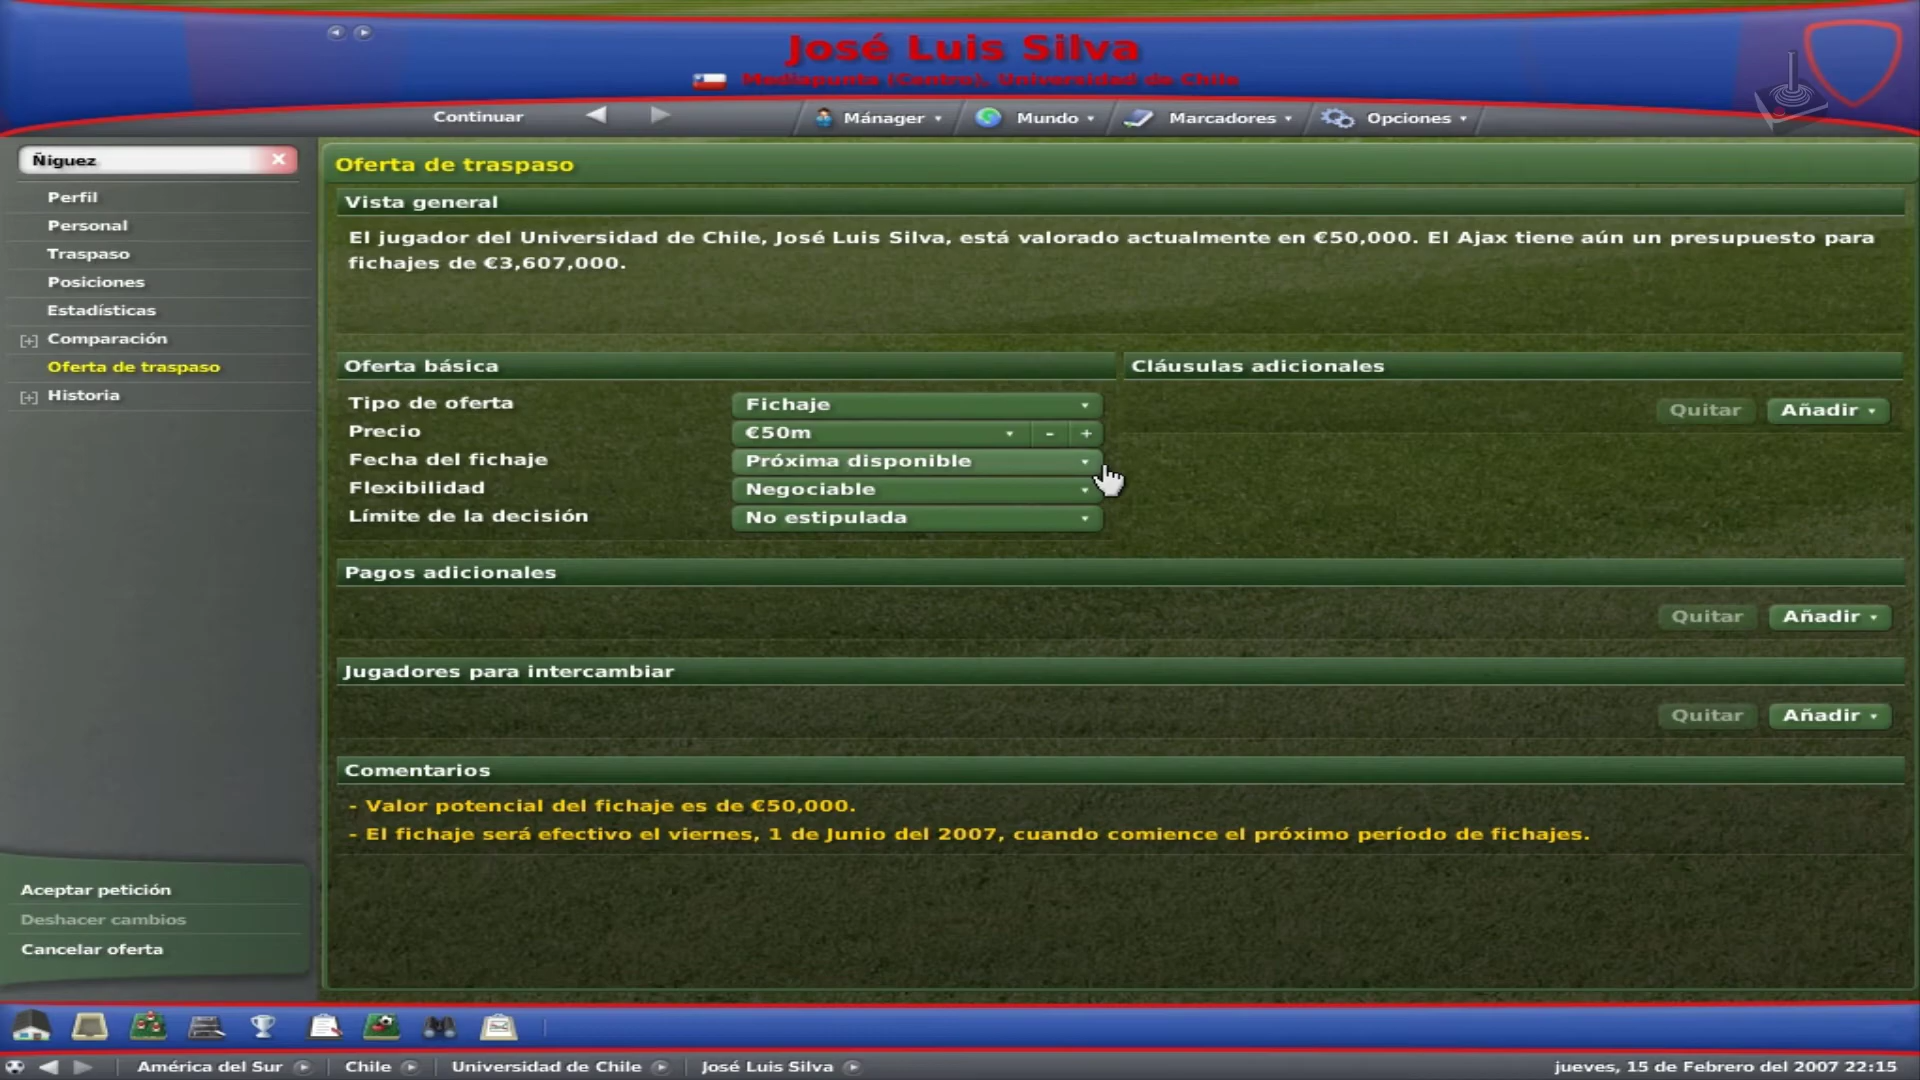 José Luis Silva
Mediapunta (Centro), Universidad de Chile
Continuar
Mánager
Mundo
Marcadores
Opciones
Ñiguez
Perfil
Personal
Traspaso
Posiciones
Estadísticas
[+] Comparación
Oferta de traspaso
[+] Historia
Oferta de traspaso
Vista general
El jugador del Universidad de Chile, José Luis Silva, está valorado actualmente en €50,000. El Ajax tiene aún un presupuesto para
fichajes de €3,607,000.
Oferta básica
Tipo de oferta Fichaje
Precio €50m - +
Fecha del fichaje Próxima disponible
Flexibilidad Negociable
Límite de la decisión No estipulada
Cláusulas adicionales
Quitar Añadir
Pagos adicionales
Quitar Añadir
Jugadores para intercambiar
Quitar Añadir
Comentarios
- Valor potencial del fichaje es de €50,000.
- El fichaje será efectivo el viernes, 1 de Junio del 2007, cuando comience el próximo período de fichajes.
Aceptar petición
Deshacer cambios
Cancelar oferta
América del Sur
Chile
Universidad de Chile
José Luis Silva
jueves, 15 de Febrero del 2007 22:15